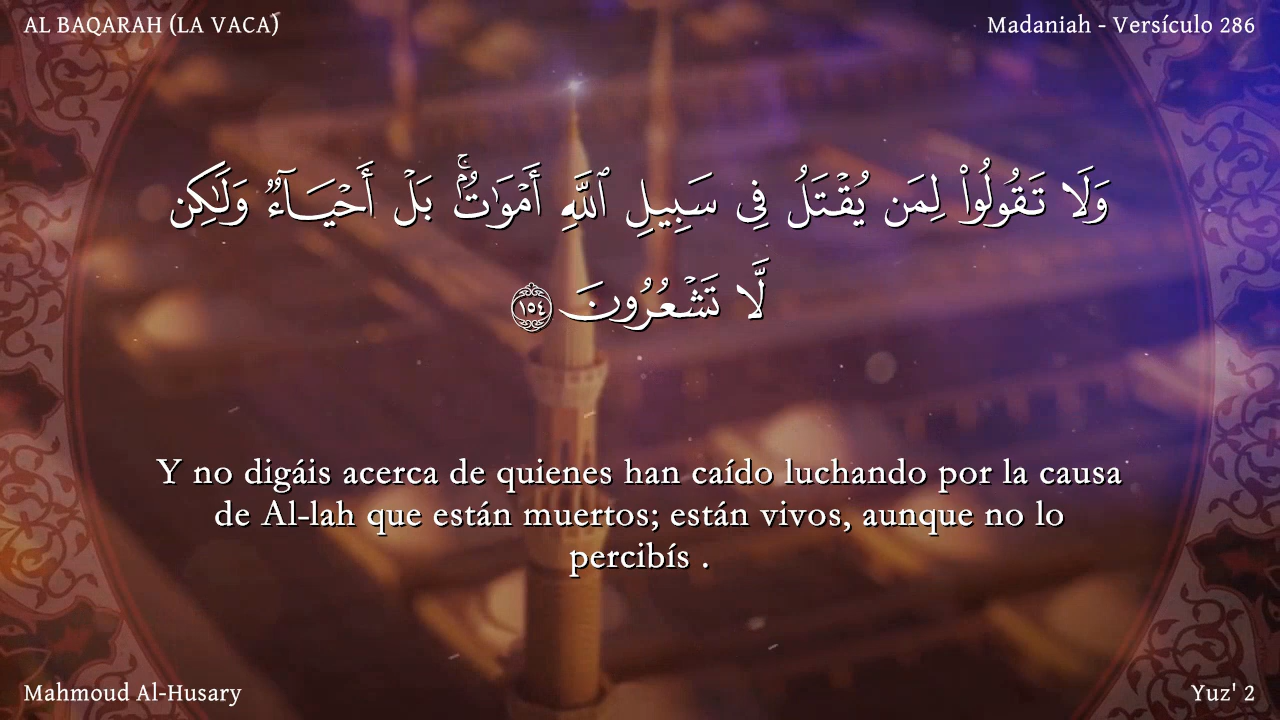 AL BAQARAH (LA VACA)
Madaniah - Versículo 286
وَلَا تَقُولُوا۟ لِمَن يُقْتَلُ فِى سَبِيلِ ٱللَّهِ أَمْوَٰتٌۢ ۚ بَلْ أَحْيَآءٌ وَلَـٰكِن
لَّا تَشْعُرُونَ ١٥٤
Y no digáis acerca de quienes han caído luchando por la causa
de Al-lah que están muertos; están vivos, aunque no lo
percibís .
Mahmoud Al-Husary
Yuz' 2